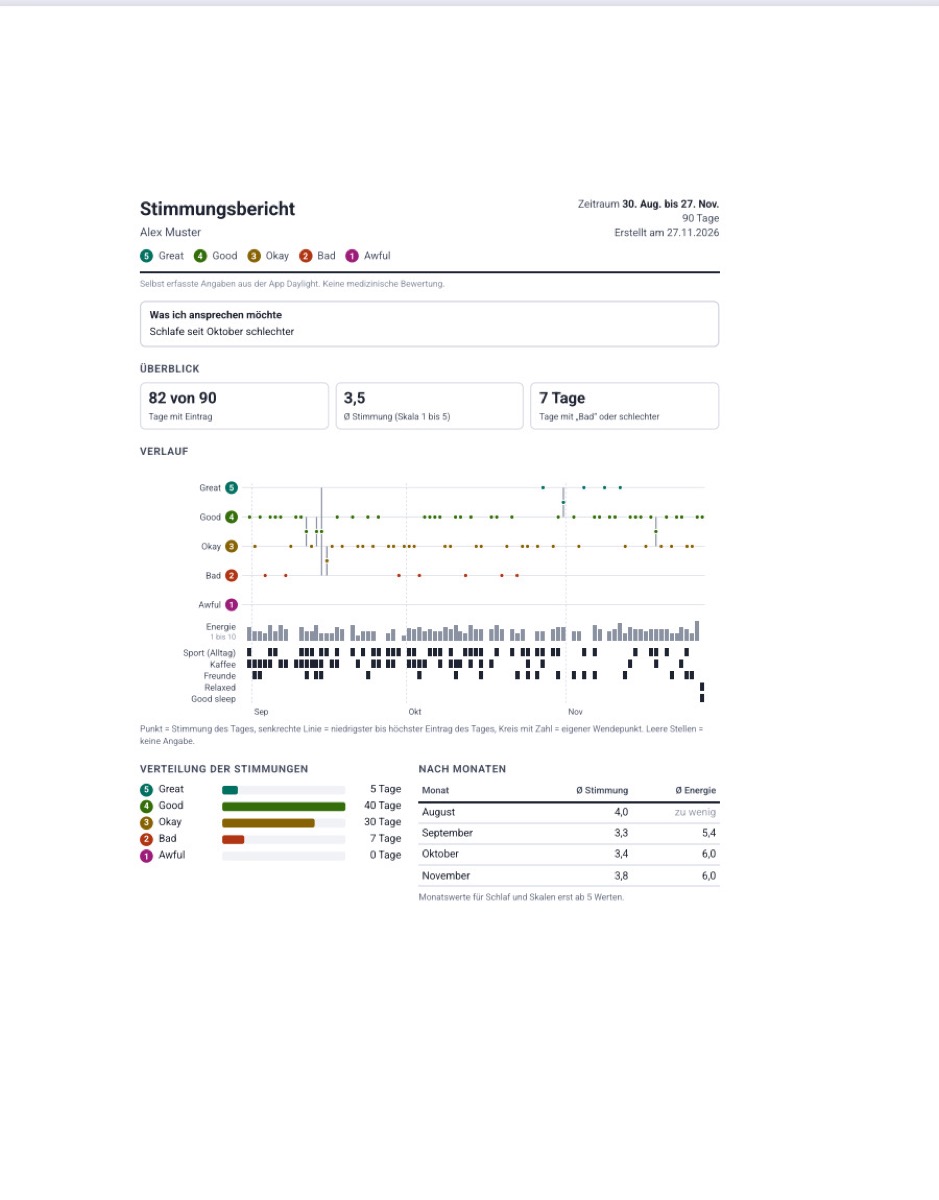 Stimmungsbericht
Zeitraum 30. Aug. bis 27. Nov.
90 Tage
Alex Muster
Erstellt am 27.11.2026
5 Great 4 Good 3 Okay 2 Bad 1 Awful
Selbst erfasste Angaben aus der App Daylight. Keine medizinische Bewertung.
Was ich ansprechen möchte
Schlafe seit Oktober schlechter
ÜBERBLICK
82 von 90
Tage mit Eintrag
3,5
Ø Stimmung (Skala 1 bis 5)
7 Tage
Tage mit „Bad“ oder schlechter
VERLAUF
Great 5
Good 4
Okay 3
Bad 2
Awful 1
Energie
1 bis 10
Sport (Alltag)
Kaffee
Freunde
Relaxed
Good sleep
Sep Okt Nov
Punkt = Stimmung des Tages, senkrechte Linie = niedrigster bis höchster Eintrag des Tages, Kreis mit Zahl = eigener Wendepunkt. Leere Stellen =
keine Angabe.
VERTEILUNG DER STIMMUNGEN
5 Great 5 Tage
4 Good 40 Tage
3 Okay 30 Tage
2 Bad 7 Tage
1 Awful 0 Tage
NACH MONATEN
Monat Ø Stimmung Ø Energie
August 4,0 zu wenig
September 3,3 5,4
Oktober 3,4 6,0
November 3,8 6,0
Monatswerte für Schlaf und Skalen erst ab 5 Werten.